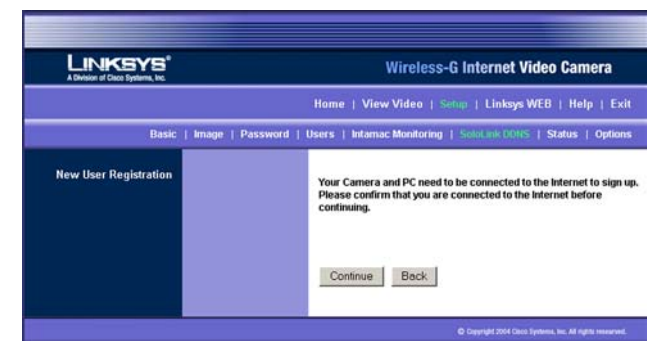 LINKSYS®
A Division of Cisco Systems, Inc.
Wireless-G Internet Video Camera
Home | View Video | Setup | Linksys WEB | Help | Exit
Basic | Image | Password | Users | Intamac Monitoring | SoloLink DDNS | Status | Options
New User Registration
Your Camera and PC need to be connected to the Internet to sign up.
Please confirm that you are connected to the Internet before
continuing.
Continue Back
© Copyright 2004 Cisco Systems, Inc. All rights reserved.